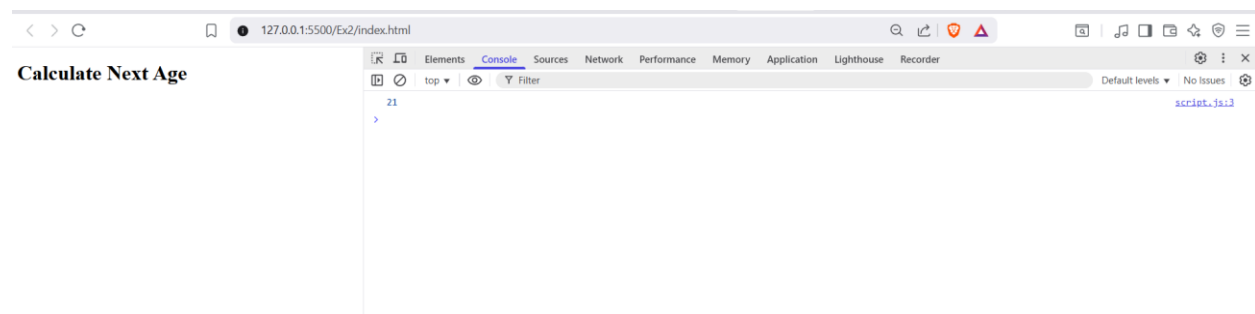 127.0.0.1:5500/Ex2/index.html
Calculate Next Age
Elements Console Sources Network Performance Memory Application Lighthouse Recorder
top Filter Default levels No Issues
21 script.js:3